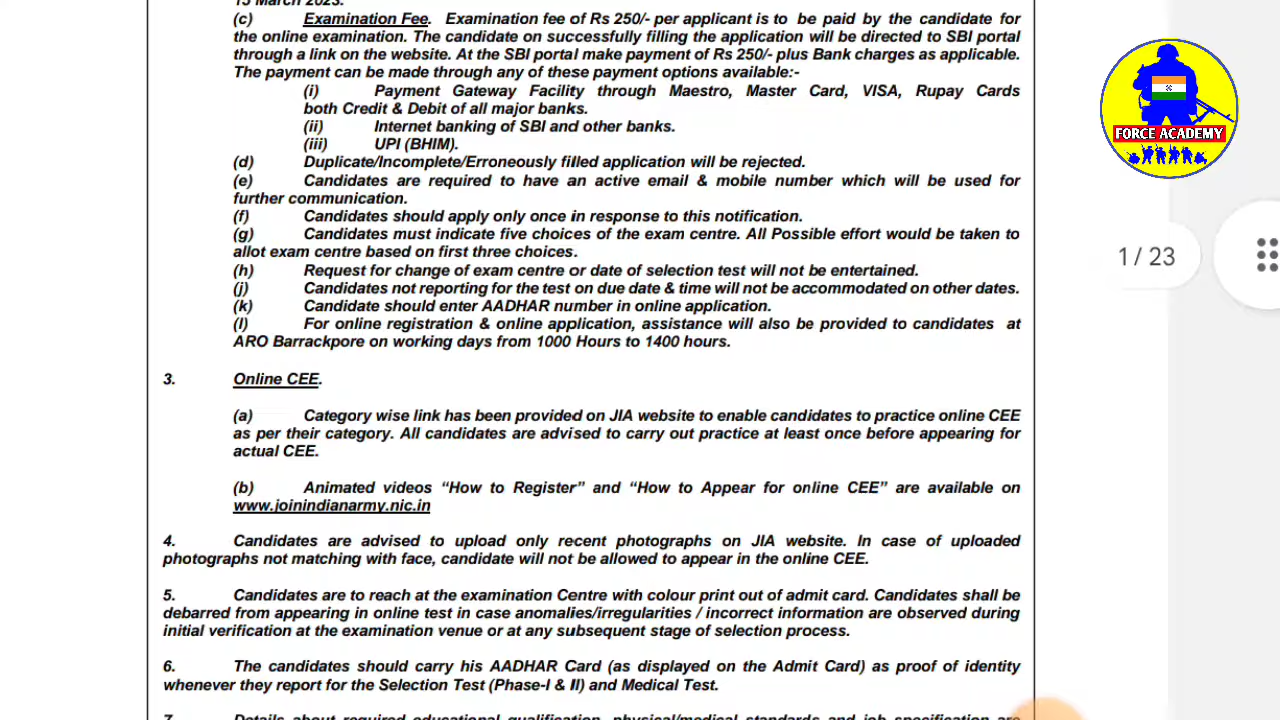 15 March 2023.
(c) Examination Fee. Examination fee of Rs 250/- per applicant is to be paid by the candidate for
the online examination. The candidate on successfully filling the application will be directed to SBI portal
through a link on the website. At the SBI portal make payment of Rs 250/- plus Bank charges as applicable.
The payment can be made through any of these payment options available:-
(i) Payment Gateway Facility through Maestro, Master Card, VISA, Rupay Cards
both Credit & Debit of all major banks.
(ii) Internet banking of SBI and other banks.
(iii) UPI (BHIM).
(d) Duplicate/Incomplete/Erroneously filled application will be rejected.
(e) Candidates are required to have an active email & mobile number which will be used for
further communication.
(f) Candidates should apply only once in response to this notification.
(g) Candidates must indicate five choices of the exam centre. All Possible effort would be taken to
allot exam centre based on first three choices.
(h) Request for change of exam centre or date of selection test will not be entertained.
(j) Candidates not reporting for the test on due date & time will not be accommodated on other dates.
(k) Candidate should enter AADHAR number in online application.
(l) For online registration & online application, assistance will also be provided to candidates at
ARO Barrackpore on working days from 1000 Hours to 1400 hours.
3. Online CEE.
(a) Category wise link has been provided on JIA website to enable candidates to practice online CEE
as per their category. All candidates are advised to carry out practice at least once before appearing for
actual CEE.
(b) Animated videos “How to Register” and “How to Appear for online CEE” are available on
www.joinindianarmy.nic.in
4. Candidates are advised to upload only recent photographs on JIA website. In case of uploaded
photographs not matching with face, candidate will not be allowed to appear in the online CEE.
5. Candidates are to reach at the examination Centre with colour print out of admit card. Candidates shall be
debarred from appearing in online test in case anomalies/irregularities / incorrect information are observed during
initial verification at the examination venue or at any subsequent stage of selection process.
6. The candidates should carry his AADHAR Card (as displayed on the Admit Card) as proof of identity
whenever they report for the Selection Test (Phase-I & II) and Medical Test.
7. Details about required educational qualification, physical/medical standards and job specification are
FORCE ACADEMY
1 / 23